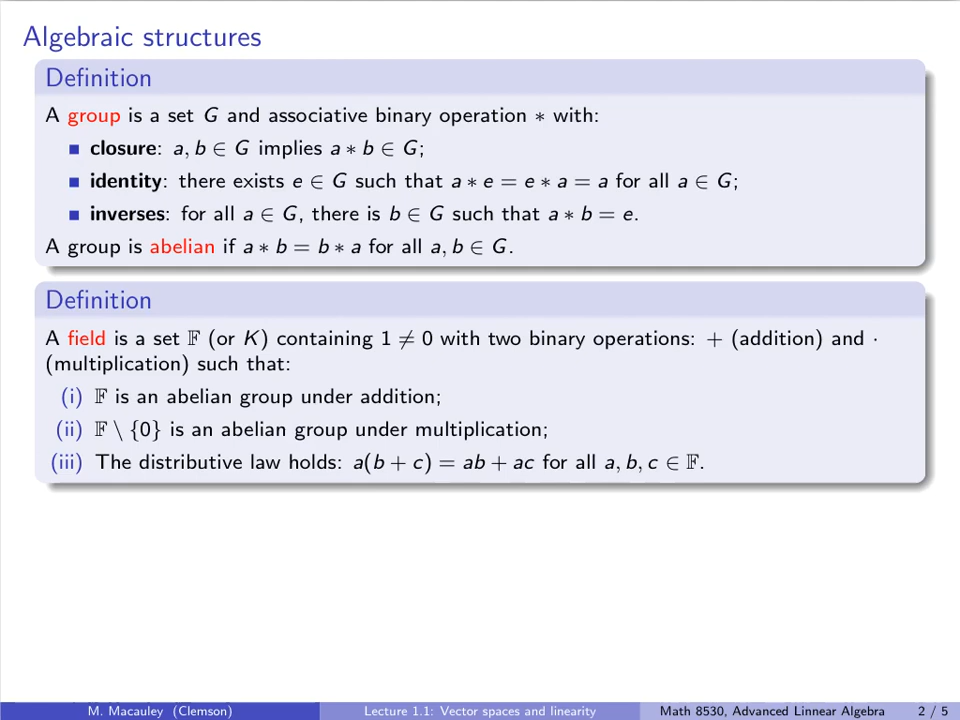 Algebraic structures
Definition
A group is a set G and associative binary operation ∗ with:
■ closure: a, b ∈ G implies a ∗ b ∈ G;
■ identity: there exists e ∈ G such that a ∗ e = e ∗ a = a for all a ∈ G;
■ inverses: for all a ∈ G, there is b ∈ G such that a ∗ b = e.
A group is abelian if a ∗ b = b ∗ a for all a, b ∈ G.
Definition
A field is a set 𝔽 (or K) containing 1 ≠ 0 with two binary operations: + (addition) and ·
(multiplication) such that:
(i) 𝔽 is an abelian group under addition;
(ii) 𝔽 \ {0} is an abelian group under multiplication;
(iii) The distributive law holds: a(b + c) = ab + ac for all a, b, c ∈ 𝔽.
M. Macauley (Clemson) Lecture 1.1: Vector spaces and linearity Math 8530, Advanced Linnear Algebra 2 / 5